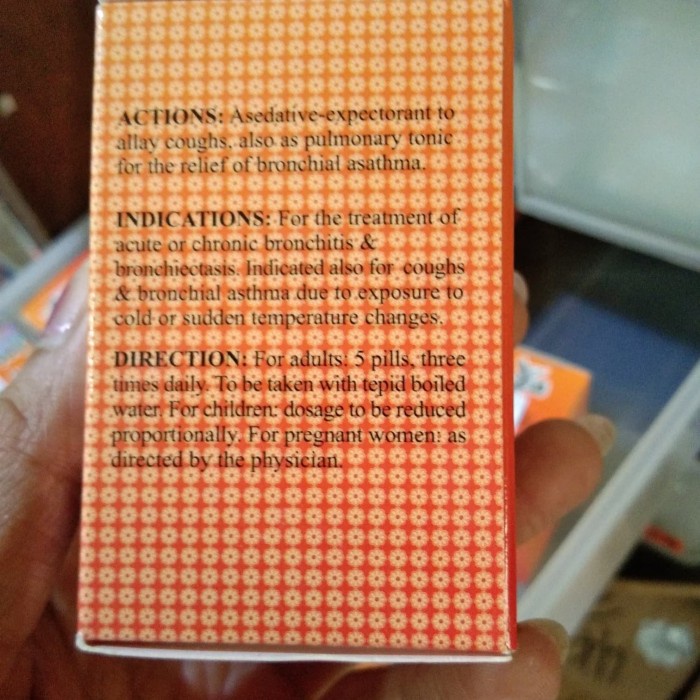 ACTIONS: Asedative-expectorant to
allay coughs, also as pulmonary tonic
for the relief of bronchial asathma.
INDICATIONS: For the treatment of
acute or chronic bronchitis &
bronchiectasis. Indicated also for coughs
& bronchial asthma due to exposure to
cold or sudden temperature changes.
DIRECTION: For adults: 5 pills, three
times daily. To be taken with tepid boiled
water. For children: dosage to be reduced
proportionally. For pregnant women: as
directed by the physician.